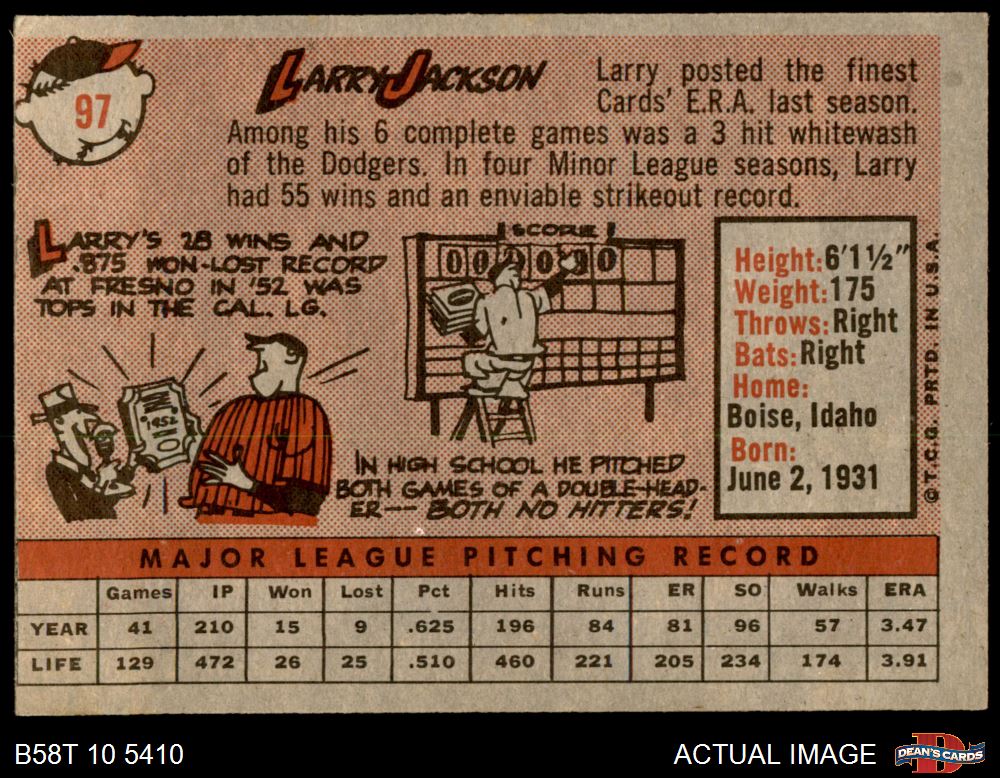 97
LARRY JACKSON
Larry posted the finest
Cards' E.R.A. last season.
Among his 6 complete games was a 3 hit whitewash
of the Dodgers. In four Minor League seasons, Larry
had 55 wins and an enviable strikeout record.
LARRY'S 28 WINS AND
.875 WON-LOST RECORD
AT FRESNO IN '52 WAS
TOPS IN THE CAL. LG.
1952
SCORE
000000
IN HIGH SCHOOL HE PITCHED
BOTH GAMES OF A DOUBLE-HEAD-
ER—BOTH NO HITTERS!
Height: 6'1½"
Weight: 175
Throws: Right
Bats: Right
Home:
Boise, Idaho
Born:
June 2, 1931
© T.C.G. PRTD. IN U.S.A.
MAJOR LEAGUE PITCHING RECORD
Games IP Won Lost Pct Hits Runs ER SO Walks ERA
YEAR 41 210 15 9 .625 196 84 81 96 57 3.47
LIFE 129 472 26 25 .510 460 221 205 234 174 3.91
B58T 10 5410
ACTUAL IMAGE
DEAN'S CARDS